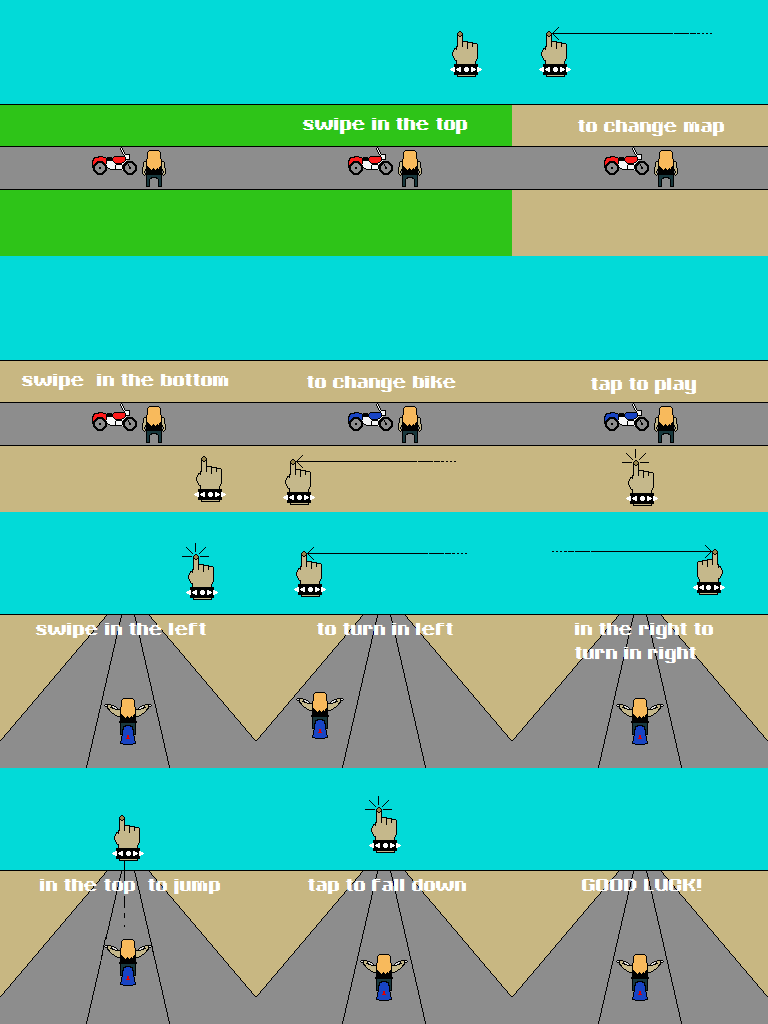 swipe in the top
to change map
swipe  in the bottom
to change bike
tap to play
swipe in the left
to turn in left
in the right to
turn in right
in the top  to jump
tap to fall down
GOOD LUCK!